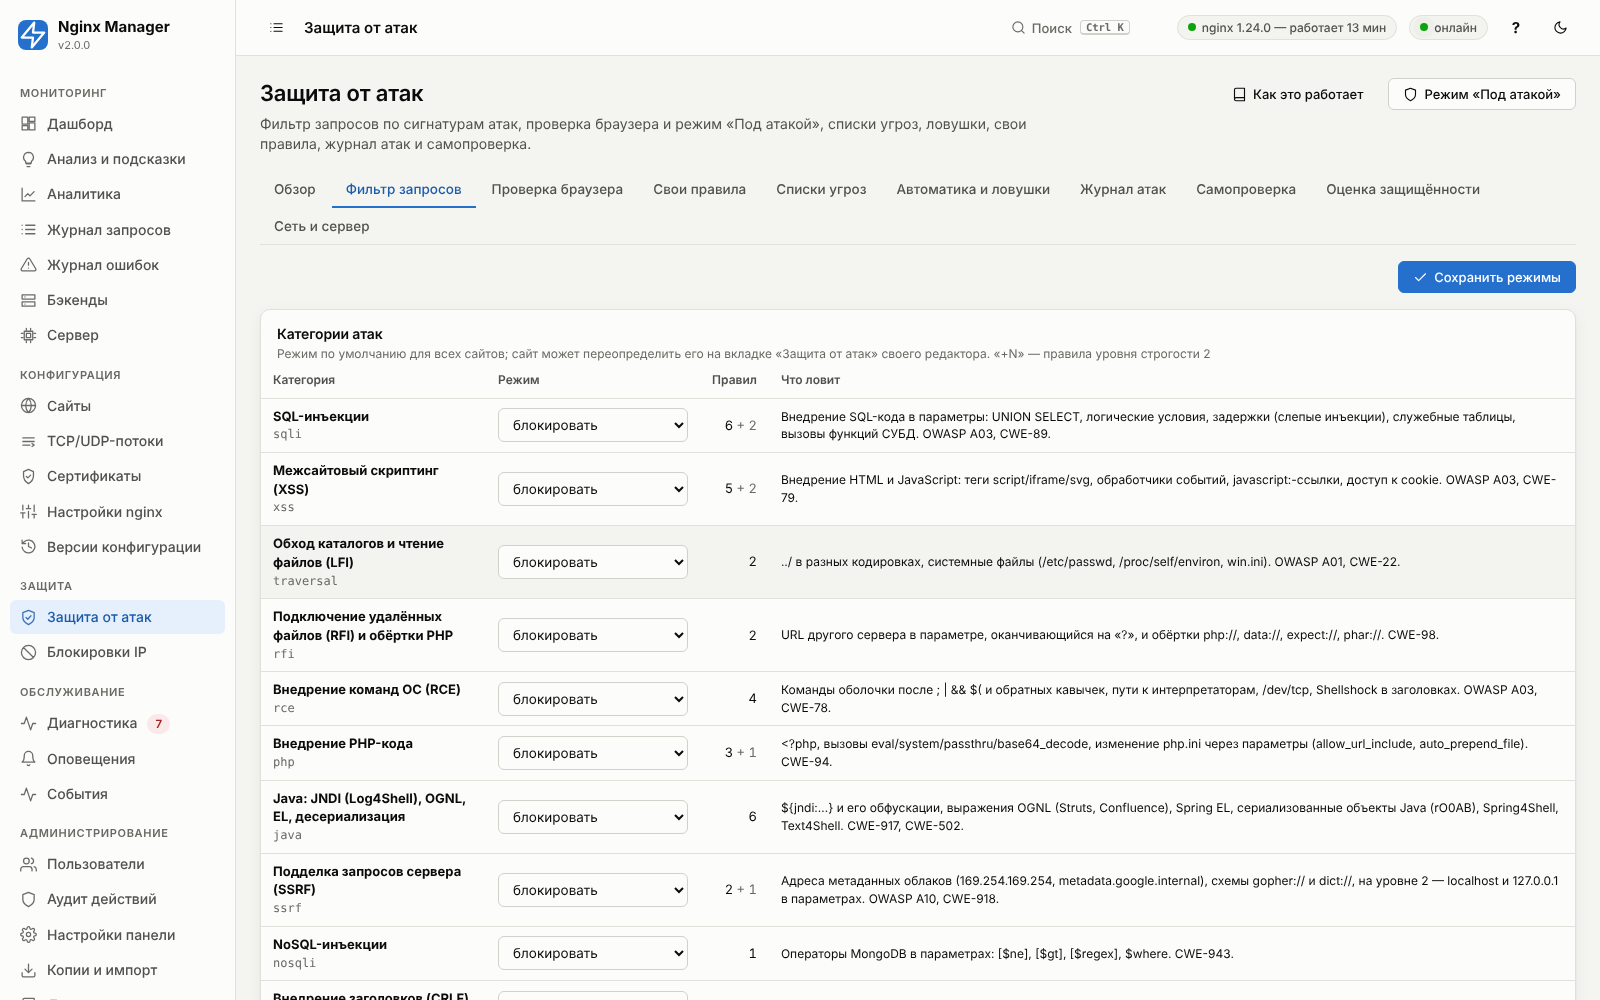 Nginx Manager
v2.0.0
МОНИТОРИНГ
Дашборд
Анализ и подсказки
Аналитика
Журнал запросов
Журнал ошибок
Бэкенды
Сервер
КОНФИГУРАЦИЯ
Сайты
TCP/UDP-потоки
Сертификаты
Настройки nginx
Версии конфигурации
ЗАЩИТА
Защита от атак
Блокировки IP
ОБСЛУЖИВАНИЕ
Диагностика 7
Оповещения
События
АДМИНИСТРИРОВАНИЕ
Пользователи
Аудит действий
Настройки панели
Копии и импорт
Защита от атак
Поиск Ctrl K
nginx 1.24.0 — работает 13 мин
онлайн
?
Защита от атак
Как это работает
Режим «Под атакой»
Фильтр запросов по сигнатурам атак, проверка браузера и режим «Под атакой», списки угроз, ловушки, свои
правила, журнал атак и самопроверка.
Обзор Фильтр запросов Проверка браузера Свои правила Списки угроз Автоматика и ловушки Журнал атак Самопроверка Оценка защищённости
Сеть и сервер
Сохранить режимы
Категории атак
Режим по умолчанию для всех сайтов; сайт может переопределить его на вкладке «Защита от атак» своего редактора. «+N» — правила уровня строгости 2
Категория Режим Правил Что ловит
SQL-инъекции
sqli
блокировать
6 + 2
Внедрение SQL-кода в параметры: UNION SELECT, логические условия, задержки (слепые инъекции), служебные таблицы,
вызовы функций СУБД. OWASP A03, CWE-89.
Межсайтовый скриптинг
(XSS)
xss
блокировать
5 + 2
Внедрение HTML и JavaScript: теги script/iframe/svg, обработчики событий, javascript:-ссылки, доступ к cookie. OWASP A03, CWE-
79.
Обход каталогов и чтение
файлов (LFI)
traversal
блокировать
2
../ в разных кодировках, системные файлы (/etc/passwd, /proc/self/environ, win.ini). OWASP A01, CWE-22.
Подключение удалённых
файлов (RFI) и обёртки PHP
rfi
блокировать
2
URL другого сервера в параметре, оканчивающийся на «?», и обёртки php://, data://, expect://, phar://. CWE-98.
Внедрение команд ОС (RCE)
rce
блокировать
4
Команды оболочки после ; | && $( и обратных кавычек, пути к интерпретаторам, /dev/tcp, Shellshock в заголовках. OWASP A03,
CWE-78.
Внедрение PHP-кода
php
блокировать
3 + 1
<?php, вызовы eval/system/passthru/base64_decode, изменение php.ini через параметры (allow_url_include, auto_prepend_file).
CWE-94.
Java: JNDI (Log4Shell), OGNL,
EL, десериализация
java
блокировать
6
${jndi:…} и его обфускации, выражения OGNL (Struts, Confluence), Spring EL, сериализованные объекты Java (rO0AB), Spring4Shell,
Text4Shell. CWE-917, CWE-502.
Подделка запросов сервера
(SSRF)
ssrf
блокировать
2 + 1
Адреса метаданных облаков (169.254.169.254, metadata.google.internal), схемы gopher:// и dict://, на уровне 2 — localhost и 127.0.0.1
в параметрах. OWASP A10, CWE-918.
NoSQL-инъекции
nosqli
блокировать
1
Операторы MongoDB в параметрах: [$ne], [$gt], [$regex], $where. CWE-943.
Внедрение заголовков (CRLF)